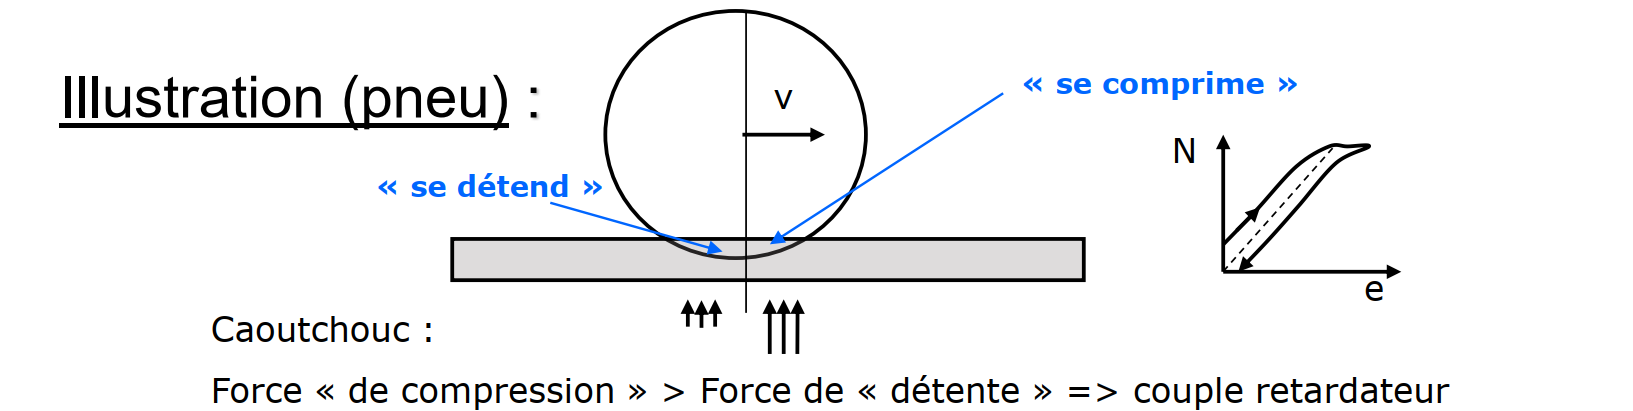 Illustration (pneu) :
v
« se comprime »
« se détend »
N
e
Caoutchouc :
Force « de compression » > Force de « détente » => couple retardateur